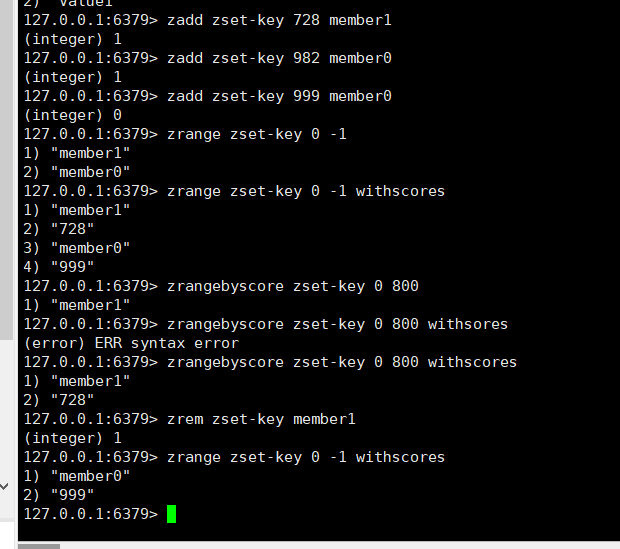 2) "value1"
127.0.0.1:6379> zadd zset-key 728 member1
(integer) 1
127.0.0.1:6379> zadd zset-key 982 member0
(integer) 1
127.0.0.1:6379> zadd zset-key 999 member0
(integer) 0
127.0.0.1:6379> zrange zset-key 0 -1
1) "member1"
2) "member0"
127.0.0.1:6379> zrange zset-key 0 -1 withscores
1) "member1"
2) "728"
3) "member0"
4) "999"
127.0.0.1:6379> zrangebyscore zset-key 0 800
1) "member1"
127.0.0.1:6379> zrangebyscore zset-key 0 800 withsores
(error) ERR syntax error
127.0.0.1:6379> zrangebyscore zset-key 0 800 withscores
1) "member1"
2) "728"
127.0.0.1:6379> zrem zset-key member1
(integer) 1
127.0.0.1:6379> zrange zset-key 0 -1 withscores
1) "member0"
2) "999"
127.0.0.1:6379>